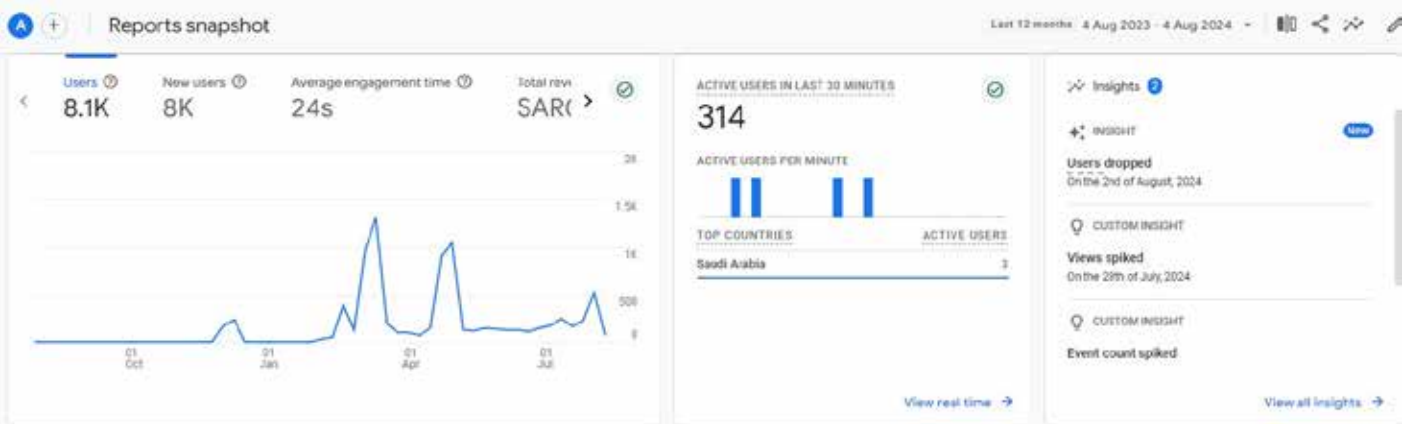 A
Reports snapshot
Last 12 months 4 Aug 2023 - 4 Aug 2024
Users
8.1K
New users
8K
Average engagement time
24s
Total reve
SAR(
2K
1.5K
1K
500
0
01 Oct
01 Jan
01 Apr
01 Jul
ACTIVE USERS IN LAST 30 MINUTES
314
ACTIVE USERS PER MINUTE
TOP COUNTRIES
ACTIVE USERS
Saudi Arabia
3
View real time →
Insights 2
INSIGHT
New
Users dropped
On the 2nd of August, 2024
CUSTOM INSIGHT
Views spiked
On the 28th of July, 2024
CUSTOM INSIGHT
Event count spiked
View all insights →